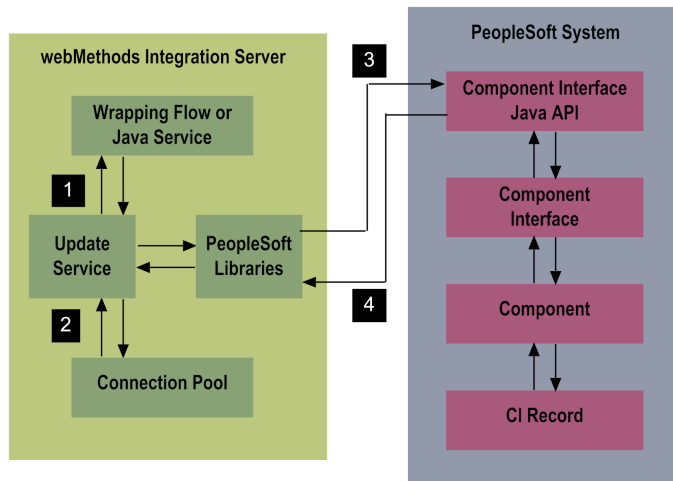 webMethods Integration Server
Wrapping Flow or
Java Service
1
Update
Service
PeopleSoft
Libraries
2
Connection Pool
3
4
PeopleSoft System
Component Interface
Java API
Component
Interface
Component
CI Record